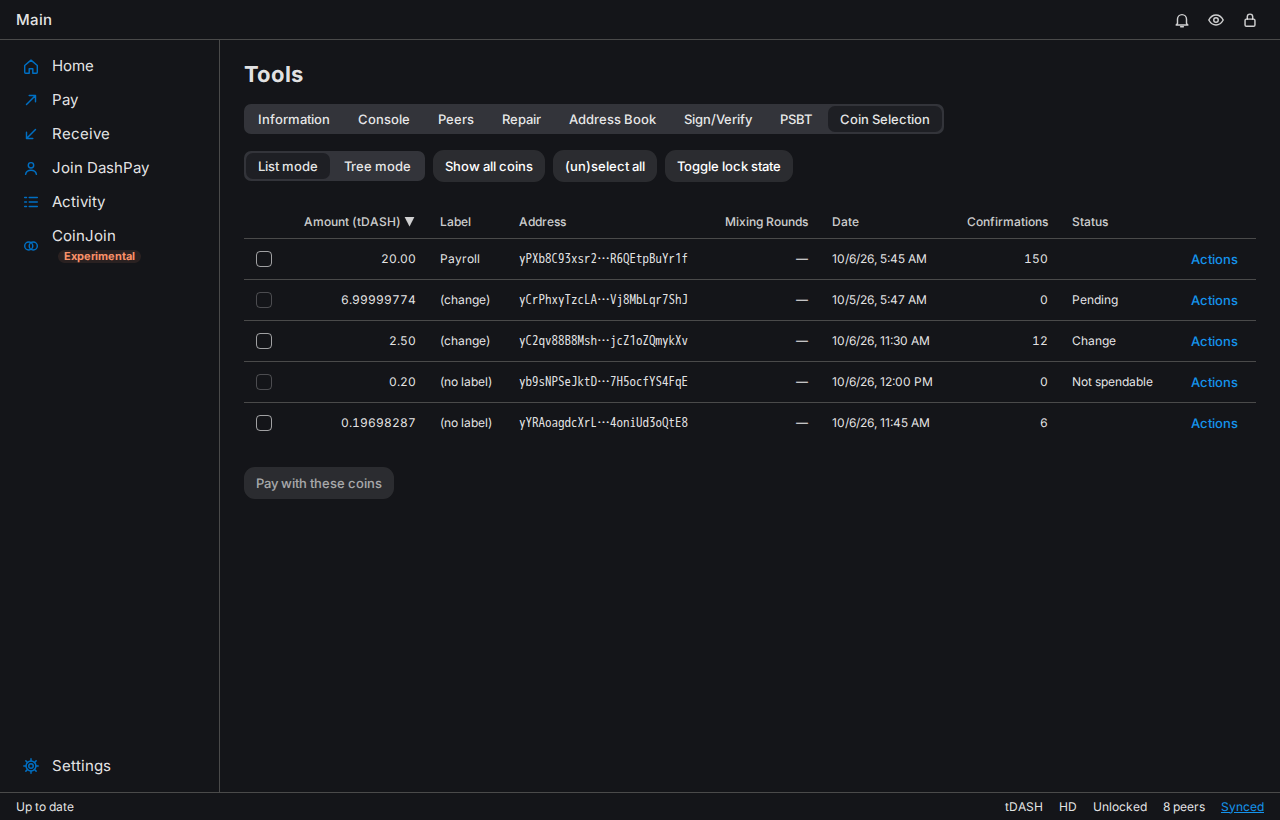 Main
Home
Pay
Receive
Join DashPay
Activity
CoinJoin
Experimental
Settings
Tools
Information Console Peers Repair Address Book Sign/Verify PSBT Coin Selection
List mode Tree mode Show all coins (un)select all Toggle lock state
Amount (tDASH) ▼ Label Address Mixing Rounds Date Confirmations Status
20.00 Payroll yPXb8C93xsr2⋯R6QEtpBuYr1f — 10/6/26, 5:45 AM 150 Actions
6.99999774 (change) yCrPhxyTzcLA⋯Vj8MbLqr7ShJ — 10/5/26, 5:47 AM 0 Pending Actions
2.50 (change) yC2qv88B8Msh⋯jcZ1oZQmykXv — 10/6/26, 11:30 AM 12 Change Actions
0.20 (no label) yb9sNPSeJktD⋯7H5ocfYS4FqE — 10/6/26, 12:00 PM 0 Not spendable Actions
0.19698287 (no label) yYRAoagdcXrL⋯4oniUd3oQtE8 — 10/6/26, 11:45 AM 6 Actions
Pay with these coins
Up to date tDASH HD Unlocked 8 peers Synced